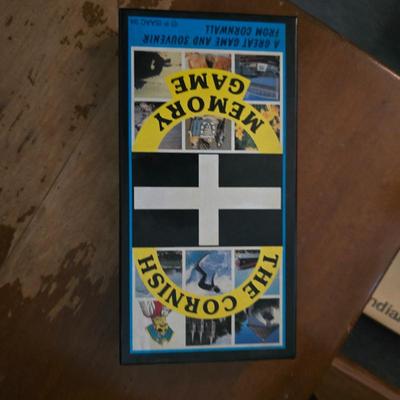 THE CORNISH
MEMORY
GAME
A GREAT GAME AND SOUVENIR
FROM CORNWALL